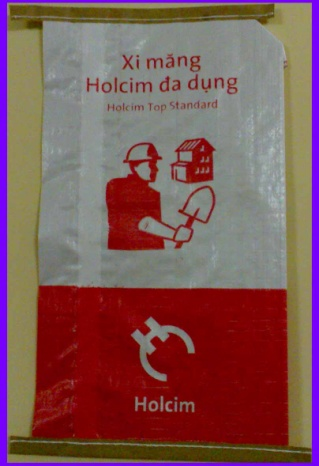 Xi măng
Holcim đa dụng
Holcim Top Standard
Holcim